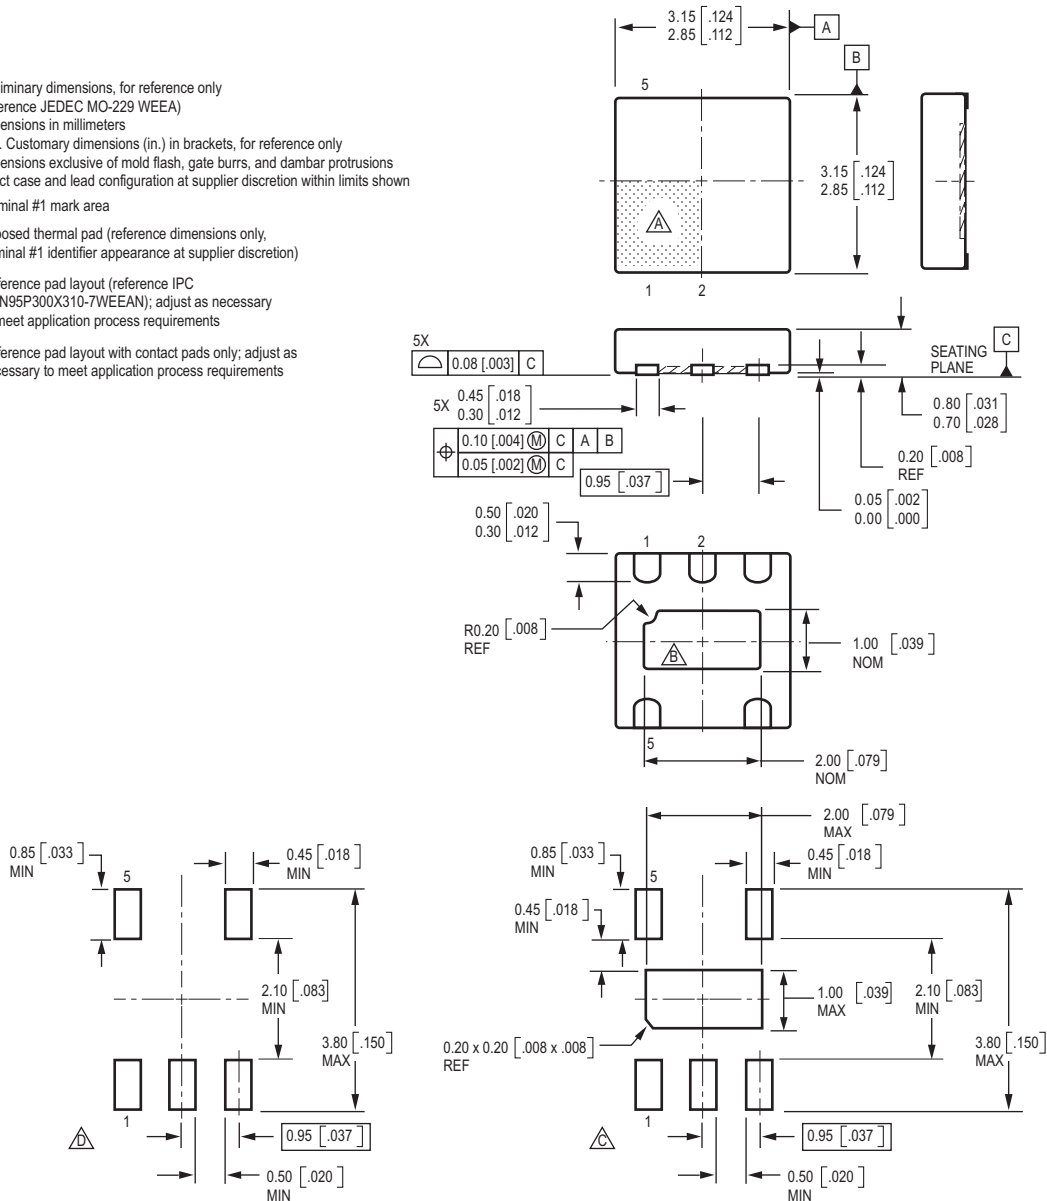 iminary dimensions, for reference only
erence JEDEC MO-229 WEEA)
ensions in millimeters
. Customary dimensions (in.) in brackets, for reference only
ensions exclusive of mold flash, gate burrs, and dambar protrusions
ct case and lead configuration at supplier discretion within limits shown
minal #1 mark area
posed thermal pad (reference dimensions only,
minal #1 identifier appearance at supplier discretion)
ference pad layout (reference IPC
N95P300X310-7WEEAN); adjust as necessary
meet application process requirements
ference pad layout with contact pads only; adjust as
cessary to meet application process requirements
3.15 [.124
2.85 .112]
A
B
5
3.15 [.124
2.85 .112]
A
1 2
5X
0.08 [.003] C
5X 0.45 [.018
0.30 .012]
0.10 [.004] Ⓜ C A B
0.05 [.002] Ⓜ C
0.95 [.037]
SEATING
PLANE
C
0.80 [.031
0.70 .028]
0.20 [.008]
REF
0.05 [.002
0.00 .000]
0.50 [.020
0.30 .012]
1 2
R0.20 [.008]
REF
B
1.00 [.039]
NOM
5
2.00 [.079]
NOM
0.85 [.033]
MIN
0.45 [.018]
MIN
5
2.10 [.083]
MIN
3.80 [.150]
MAX
1
D
0.95 [.037]
0.50 [.020]
MIN
2.00 [.079]
MAX
0.85 [.033]
MIN
0.45 [.018]
MIN
5
0.45 [.018]
MIN
1.00 [.039]
MAX
2.10 [.083]
MIN
0.20 x 0.20 [.008 x .008]
REF
3.80 [.150]
MAX
1
C
0.95 [.037]
0.50 [.020]
MIN